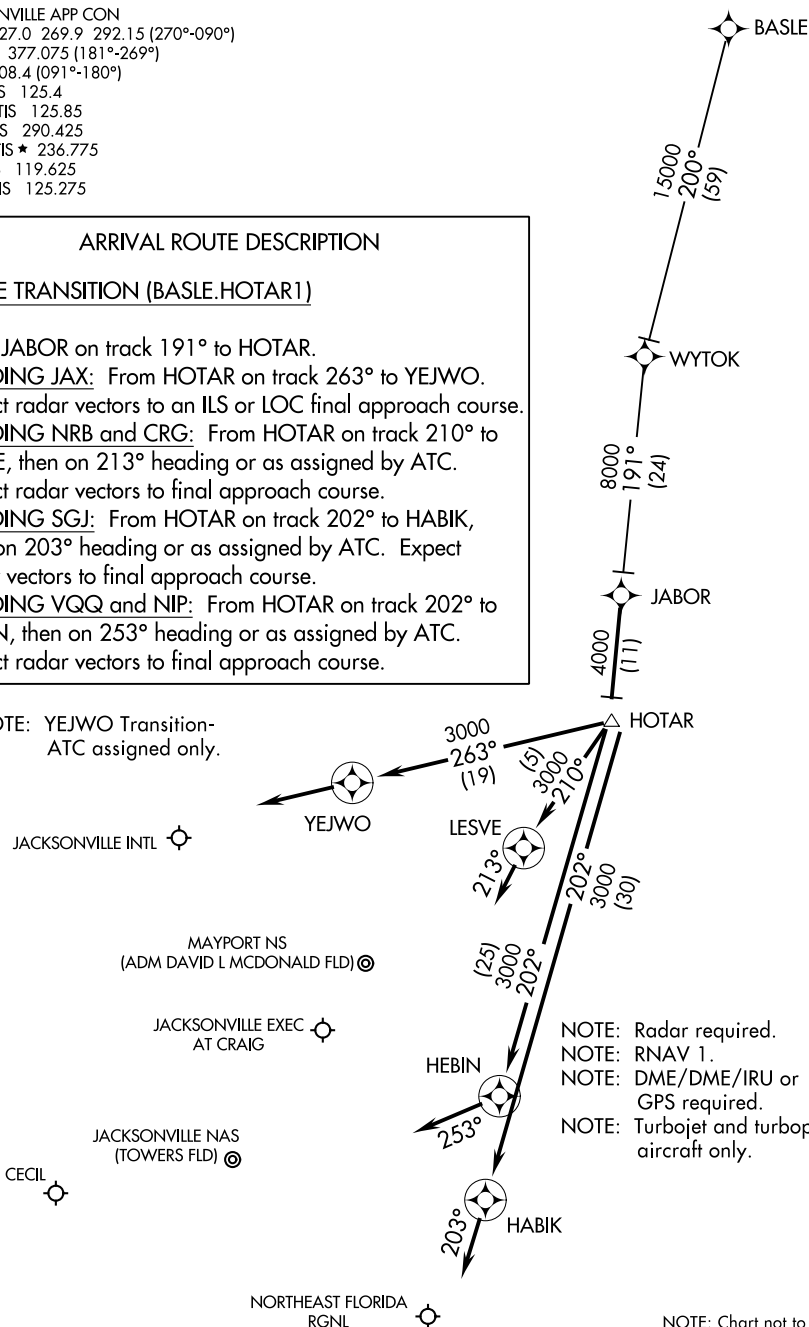 NVILLE APP CON
27.0 269.9 292.15 (270°-090°)
377.075 (181°-269°)
08.4 (091°-180°)
S 125.4
TIS 125.85
S 290.425
TIS ★ 236.775
119.625
IS 125.275
ARRIVAL ROUTE DESCRIPTION
E TRANSITION (BASLE.HOTAR1)
JABOR on track 191° to HOTAR.
DING JAX: From HOTAR on track 263° to YEJWO.
ct radar vectors to an ILS or LOC final approach course.
DING NRB and CRG: From HOTAR on track 210° to
E, then on 213° heading or as assigned by ATC.
ct radar vectors to final approach course.
DING SGJ: From HOTAR on track 202° to HABIK,
on 203° heading or as assigned by ATC. Expect
vectors to final approach course.
DING VQQ and NIP: From HOTAR on track 202° to
N, then on 253° heading or as assigned by ATC.
ct radar vectors to final approach course.
BASLE
15000
200°
(59)
WYTOK
8000
191°
(24)
JABOR
4000
(11)
HOTAR
OTE: YEJWO Transition-
ATC assigned only.
3000
263°
(19)
YEJWO
(5)
3000
210°
LESVE
213°
JACKSONVILLE INTL
202°
3000
(30)
(25)
3000
202°
MAYPORT NS
(ADM DAVID L MCDONALD FLD)
JACKSONVILLE EXEC
AT CRAIG
HEBIN
253°
NOTE: Radar required.
NOTE: RNAV 1.
NOTE: DME/DME/IRU or
GPS required.
NOTE: Turbojet and turbop
aircraft only.
JACKSONVILLE NAS
(TOWERS FLD)
CECIL
HABIK
203°
NORTHEAST FLORIDA
RGNL
NOTE: Chart not to